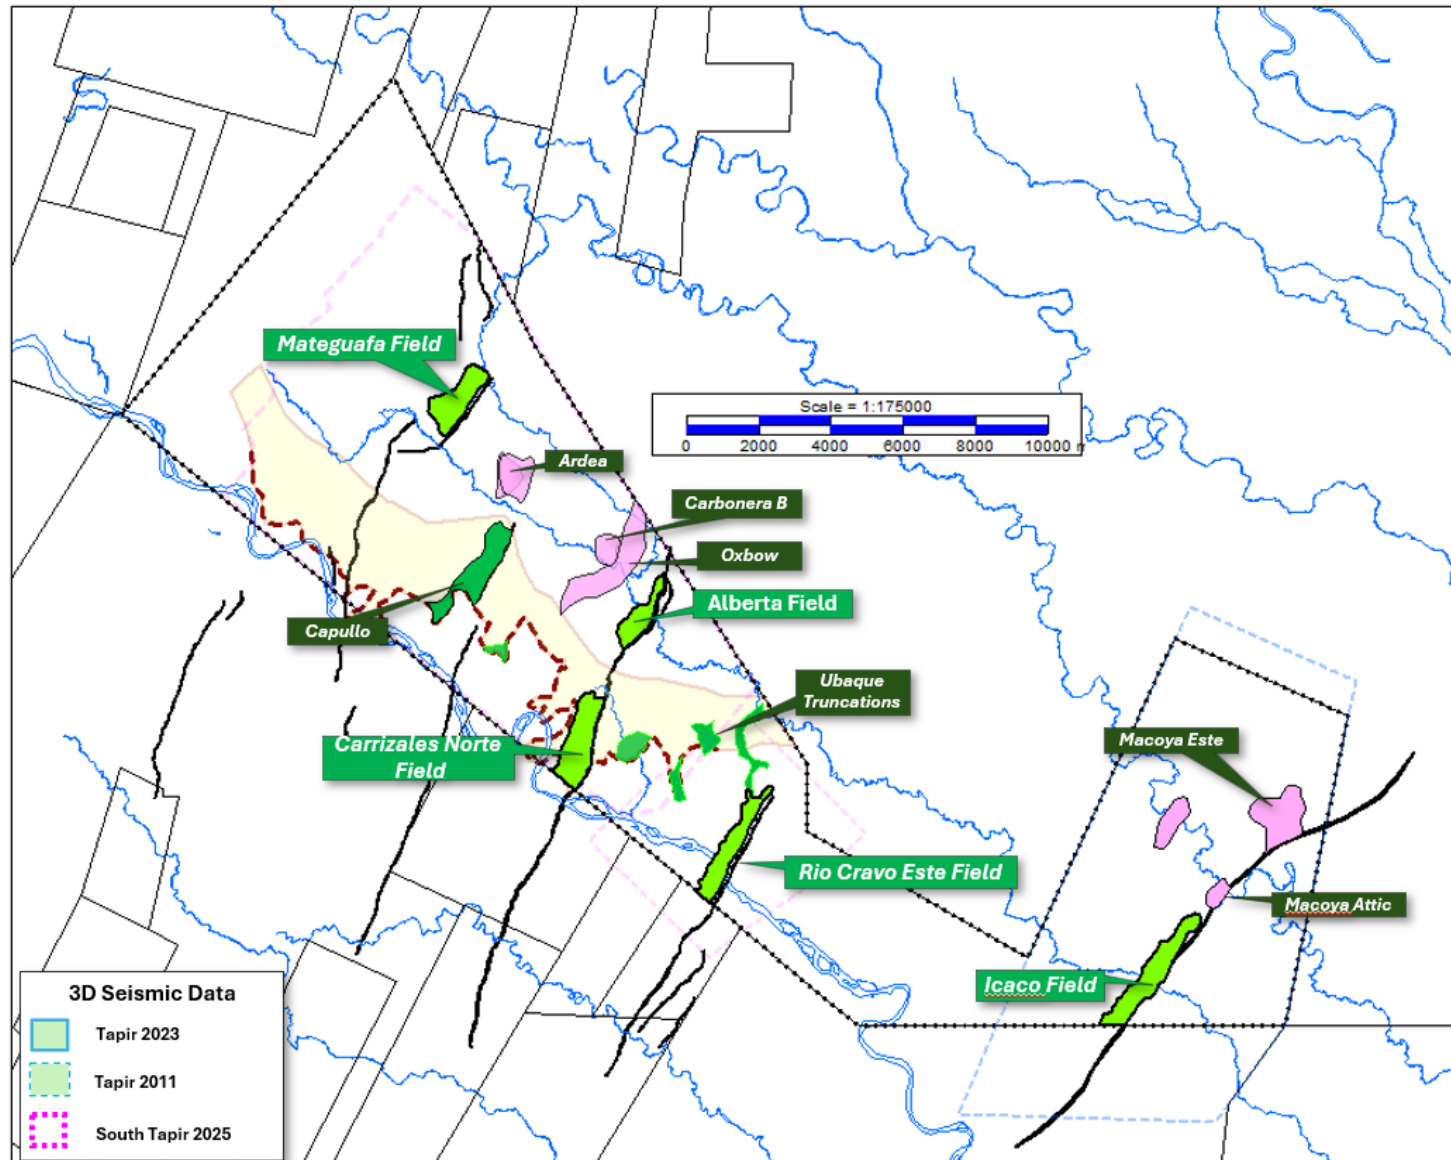 Mateguafa Field
Scale = 1:175000
0 2000 4000 6000 8000 10000 m
Ardea
Carbonera B
Oxbow
Alberta Field
Capullo
Ubaque
Truncations
Carrizales Norte
Field
Macoya Este
Rio Cravo Este Field
Macoya Attic
Icaco Field
3D Seismic Data
Tapir 2023
Tapir 2011
South Tapir 2025